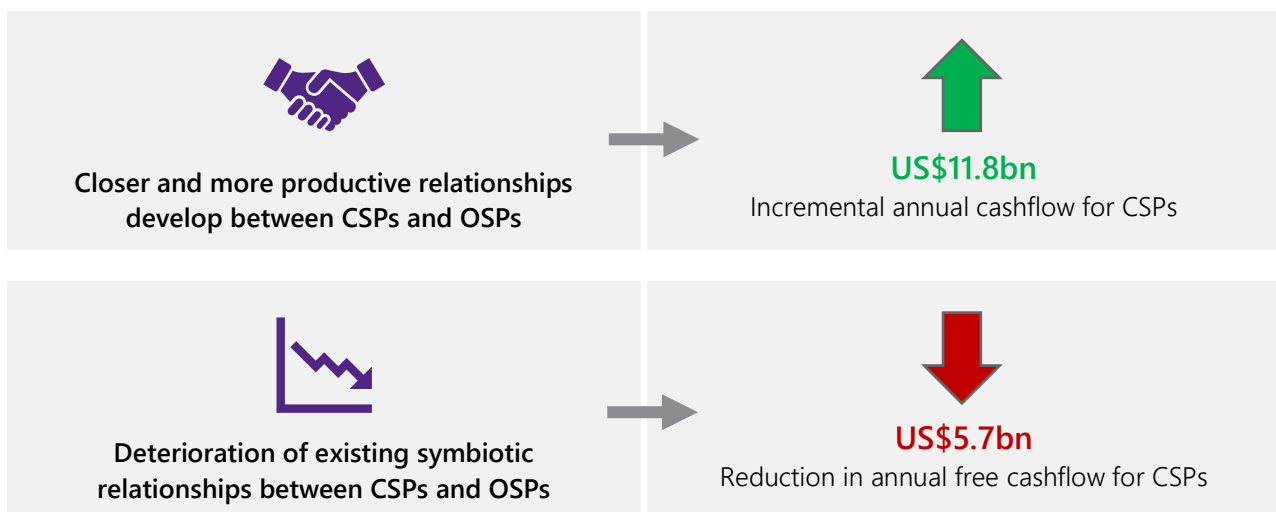 Closer and more productive relationships
develop between CSPs and OSPs
US$11.8bn
Incremental annual cashflow for CSPs
Deterioration of existing symbiotic
relationships between CSPs and OSPs
US$5.7bn
Reduction in annual free cashflow for CSPs